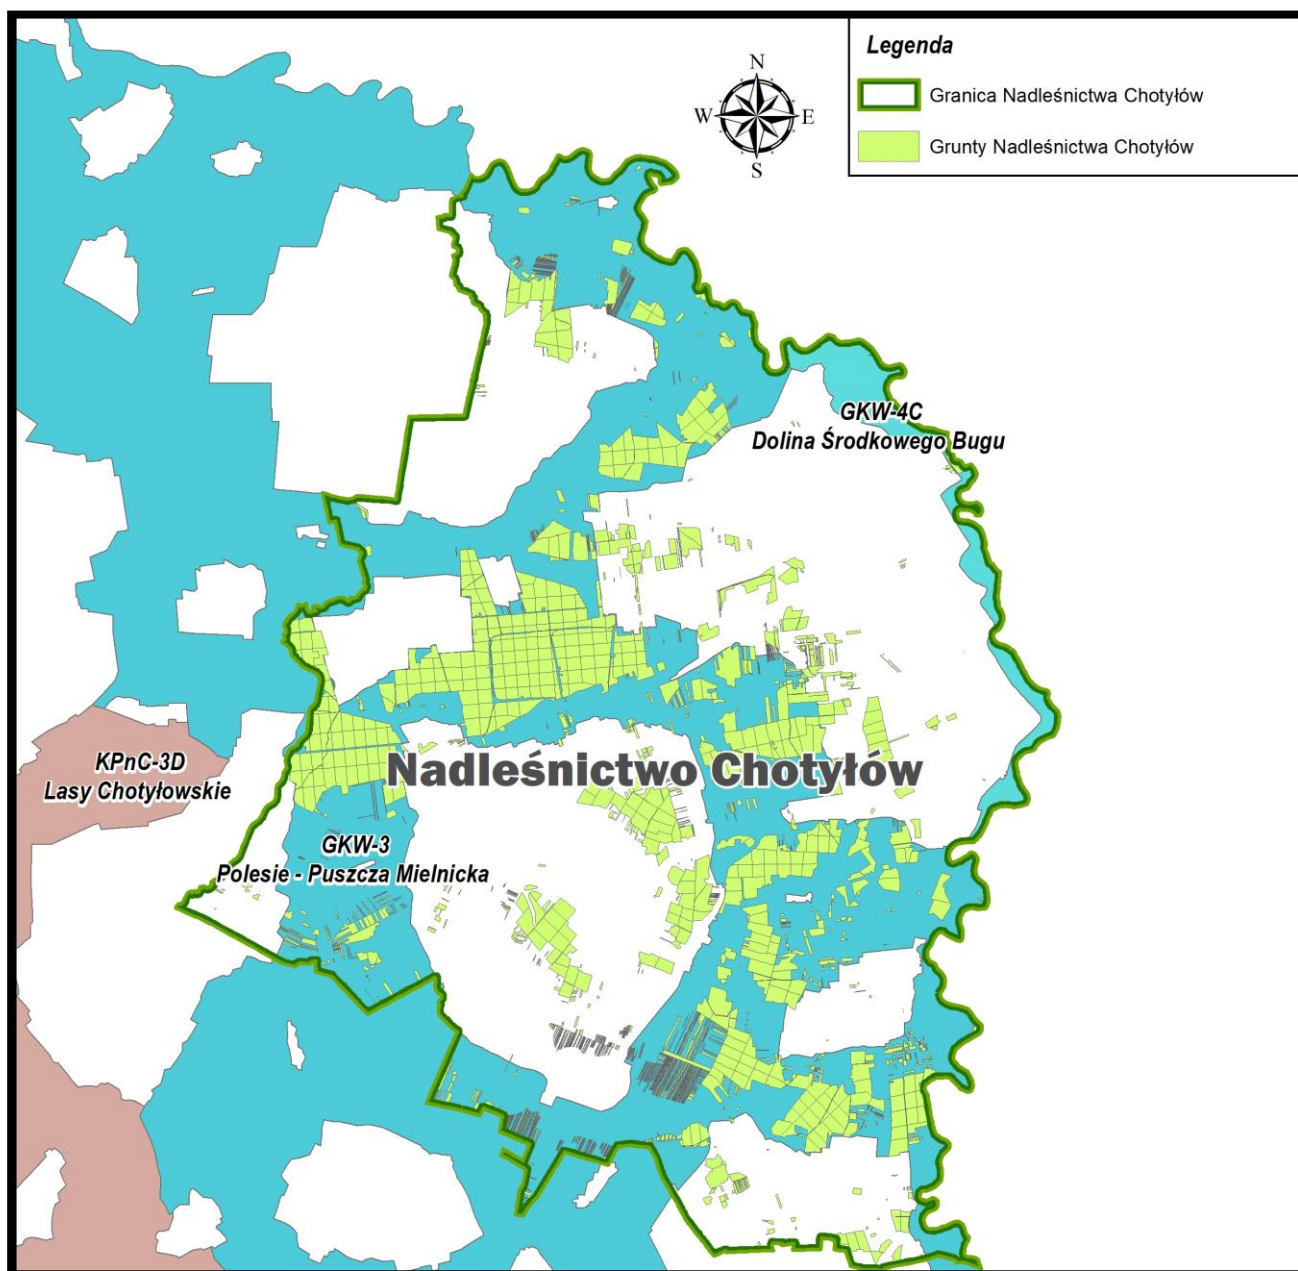 Legenda
Granica Nadleśnictwa Chotyłów
Grunty Nadleśnictwa Chotyłów
N
W
E
S
GKW-4C
Dolina Środkowego Bugu
KPnC-3D
Lasy Chotyłowskie
Nadleśnictwo Chotyłów
GKW-3
Polesie - Puszcza Mielnicka